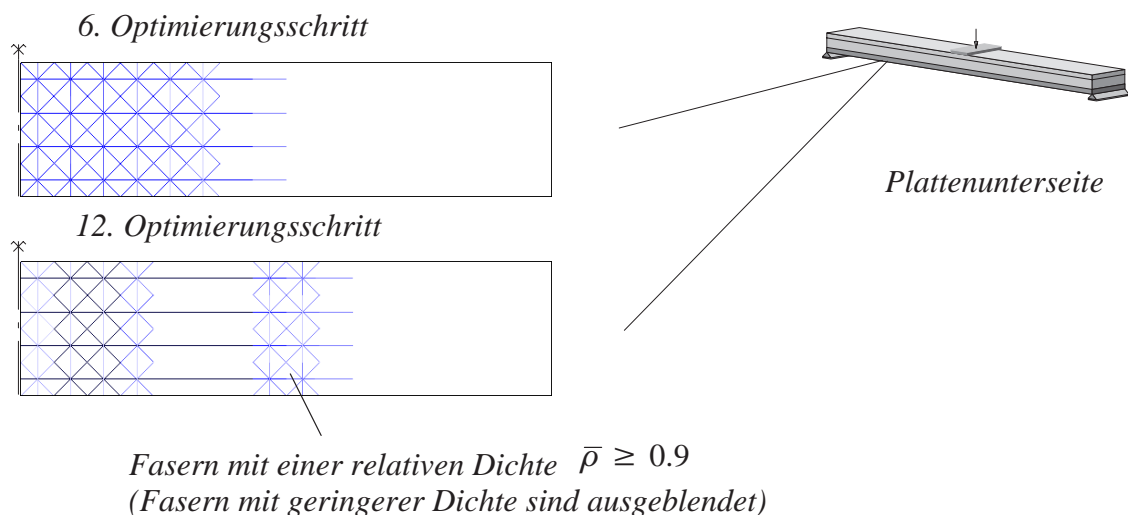 6. Optimierungsschritt
Plattenunterseite
12. Optimierungsschritt
Fasern mit einer relativen Dichte ρ̅ ≥ 0.9
(Fasern mit geringerer Dichte sind ausgeblendet)